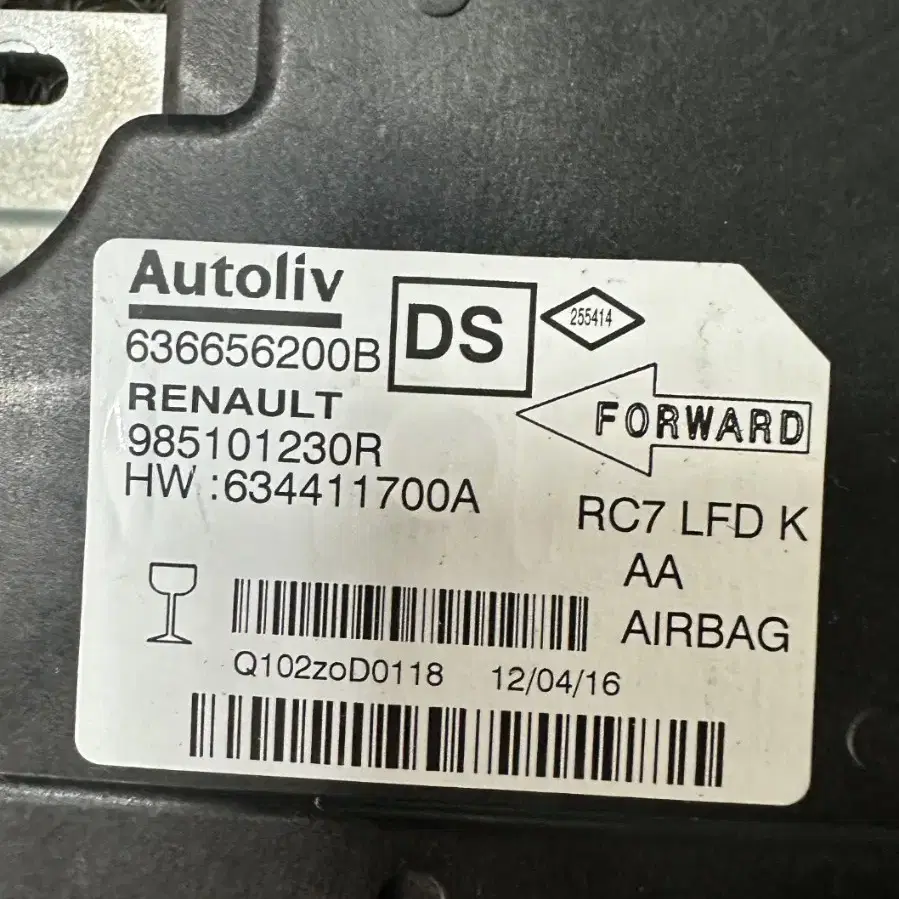 Autoliv
636656200B
DS
255414
RENAULT
FORWARD
985101230R
HW :634411700A
RC7 LFD K
AA
AIRBAG
Q102zoD0118 12/04/16